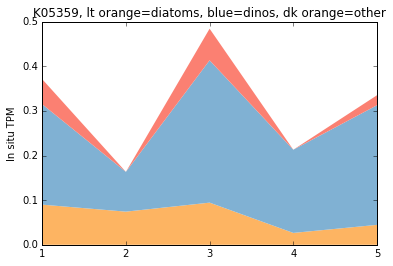 K05359, lt orange=diatoms, blue=dinos, dk orange=other
0.5
0.4
0.3
0.2
0.1
0.0
In situ TPM
1 2 3 4 5